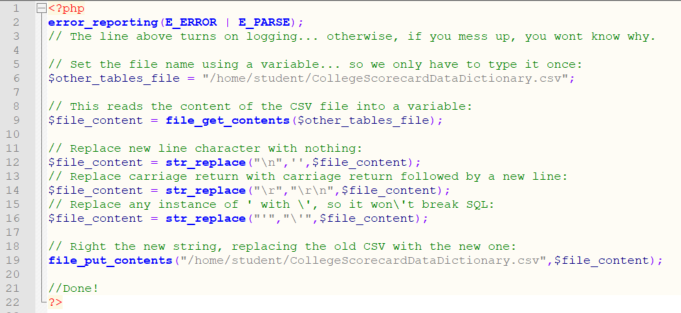 1 <?php
2 error_reporting(E_ERROR | E_PARSE);
3 // The line above turns on logging... otherwise, if you mess up, you wont know why.
4
5 // Set the file name using a variable... so we only have to type it once:
6 $other_tables_file = "/home/student/CollegeScorecardDataDictionary.csv";
7
8 // This reads the content of the CSV file into a variable:
9 $file_content = file_get_contents($other_tables_file);
10
11 // Replace new line character with nothing:
12 $file_content = str_replace("\n",'',$file_content);
13 // Replace carriage return with carriage return followed by a new line:
14 $file_content = str_replace("\r","\r\n",$file_content);
15 // Replace any instance of ' with \', so it won\'t break SQL:
16 $file_content = str_replace("'","\'",$file_content);
17
18 // Right the new string, replacing the old CSV with the new one:
19 file_put_contents("/home/student/CollegeScorecardDataDictionary.csv",$file_content);
20
21 //Done!
22 ?>